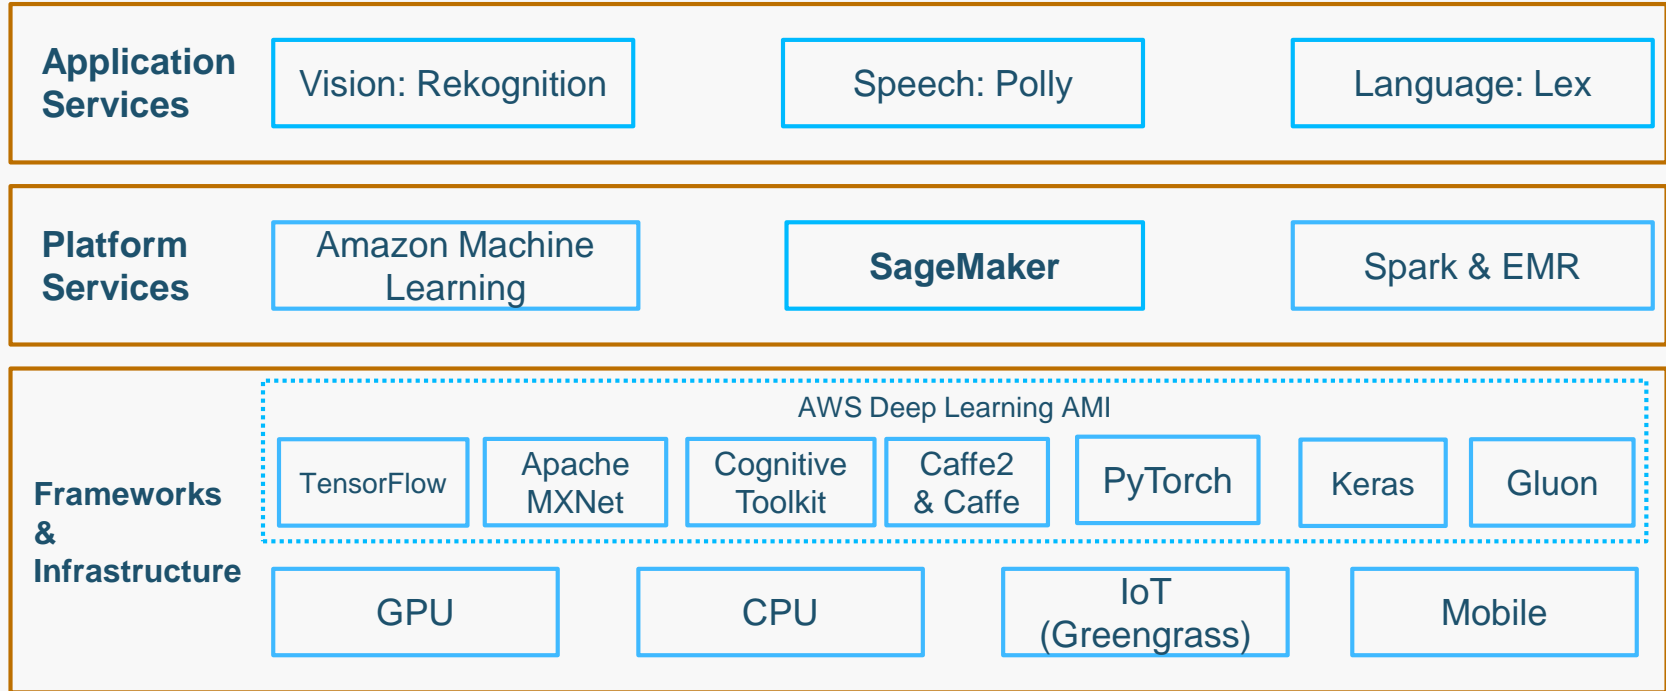 Application
Services
Vision: Rekognition
Speech: Polly
Language: Lex
Platform
Services
Amazon Machine
Learning
SageMaker
Spark & EMR
Frameworks
&
Infrastructure
AWS Deep Learning AMI
TensorFlow
Apache
MXNet
Cognitive
Toolkit
Caffe2
& Caffe
PyTorch
Keras
Gluon
GPU
CPU
IoT
(Greengrass)
Mobile